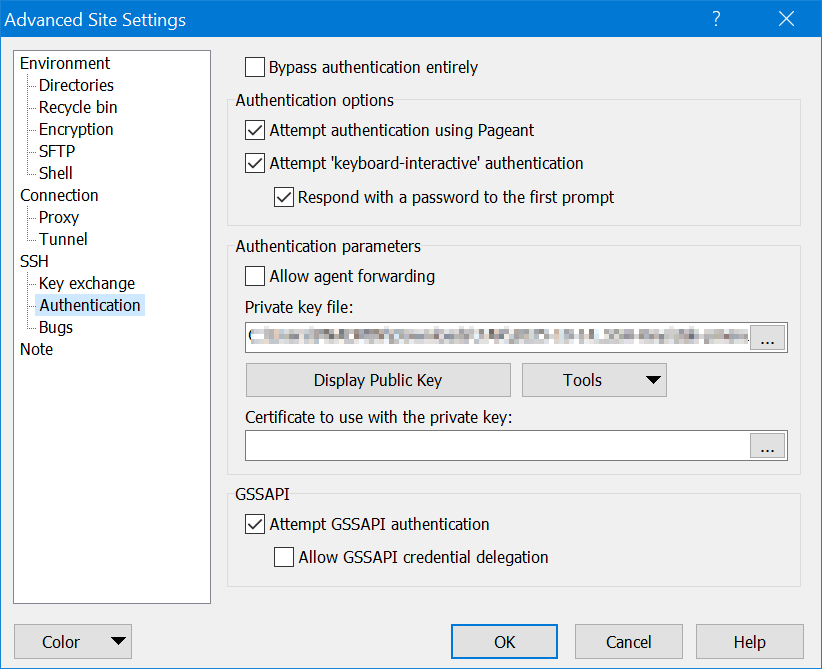 Advanced Site Settings
Environment
Directories
Recycle bin
Encryption
SFTP
Shell
Connection
Proxy
Tunnel
SSH
Key exchange
Authentication
Bugs
Note
Bypass authentication entirely
Authentication options
Attempt authentication using Pageant
Attempt 'keyboard-interactive' authentication
Respond with a password to the first prompt
Authentication parameters
Allow agent forwarding
Private key file:
...
Display Public Key
Tools
Certificate to use with the private key:
...
GSSAPI
Attempt GSSAPI authentication
Allow GSSAPI credential delegation
Color
OK
Cancel
Help